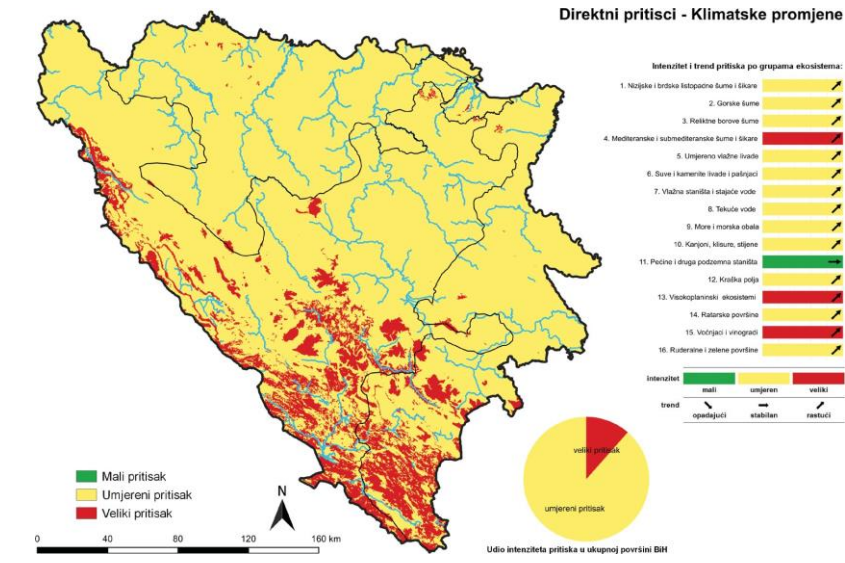 Direktni pritisci - Klimatske promjene
Intenzitet i trend pritiska po grupama ekosistema:
1. Nizijske i brdske listopadne šume i šikare
2. Gorske šume
3. Reliktne borove šume
4. Mediteranske i submediteranske šume i šikare
5. Umjereno vlažne livade
6. Suve i kamenite livade i pašnjaci
7. Vlažna staništa i stajaće vode
8. Tekuće vode
9. More i morska obala
10. Kanjoni, klisure, stijene
11. Pećine i druga podzemna staništa
12. Kraška polja
13. Visokoplaninski ekosistemi
14. Ratarske površine
15. Voćnjaci i vinogradi
16. Ruderalne i zelene površine
intenzitet
mali umjeren veliki
trend
opadajući stabilan rastući
veliki pritisak
umjereni pritisak
Udio intenziteta pritiska u ukupnoj površini BiH
Mali pritisak
Umjereni pritisak
Veliki pritisak
N
0 40 80 120 160 km